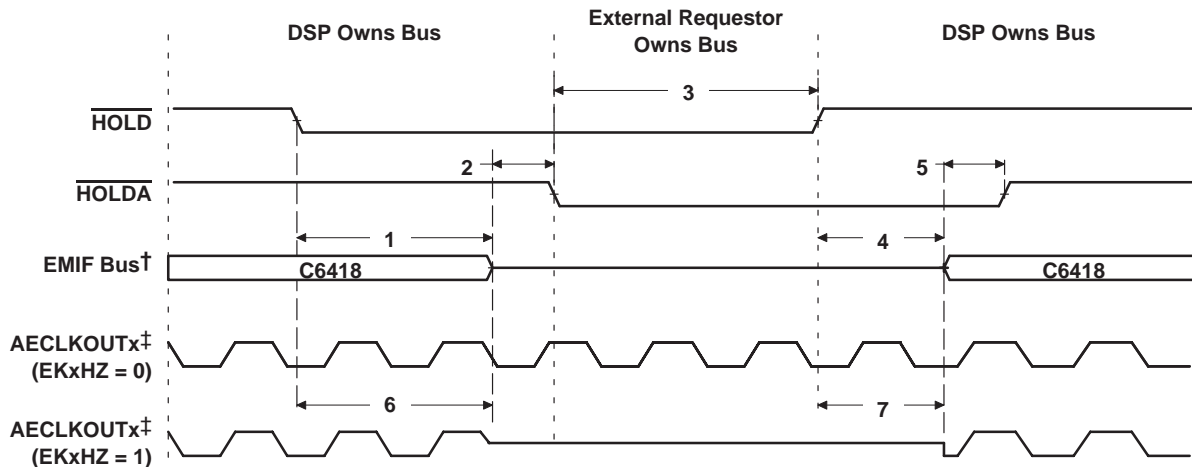 DSP Owns Bus
External Requestor
Owns Bus
DSP Owns Bus
3
HOLD
2
5
HOLDA
1
4
EMIF Bus†
C6418
C6418
AECLKOUTx‡
(EKxHZ = 0)
6
7
AECLKOUTx‡
(EKxHZ = 1)